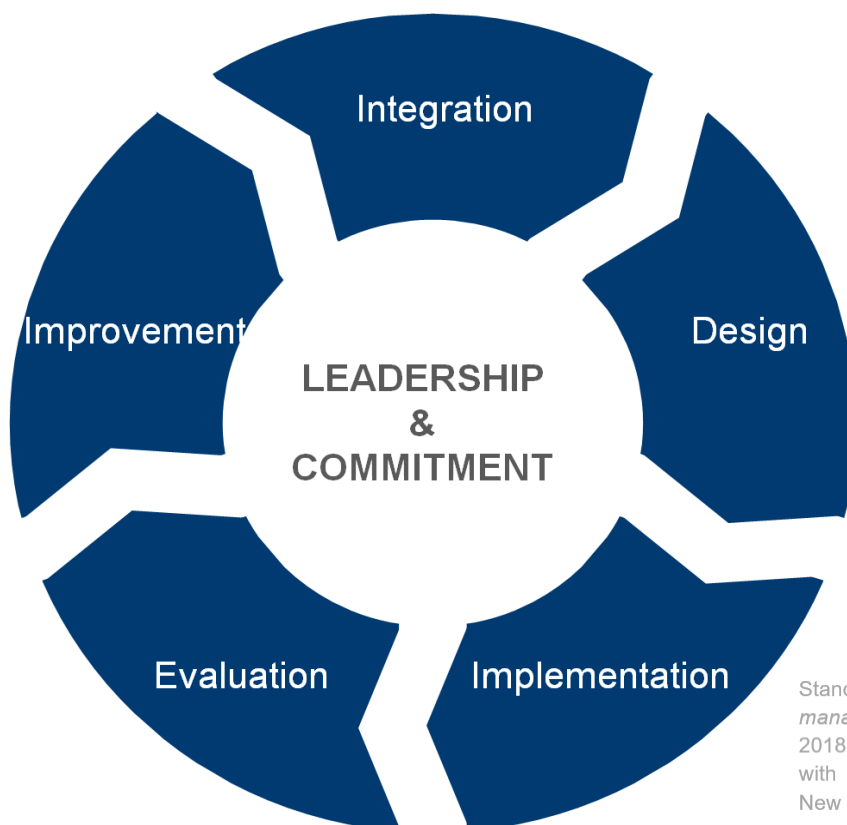 Integration
Improvement
Design
LEADERSHIP
&
COMMITMENT
Evaluation
Implementation
2018
with
New